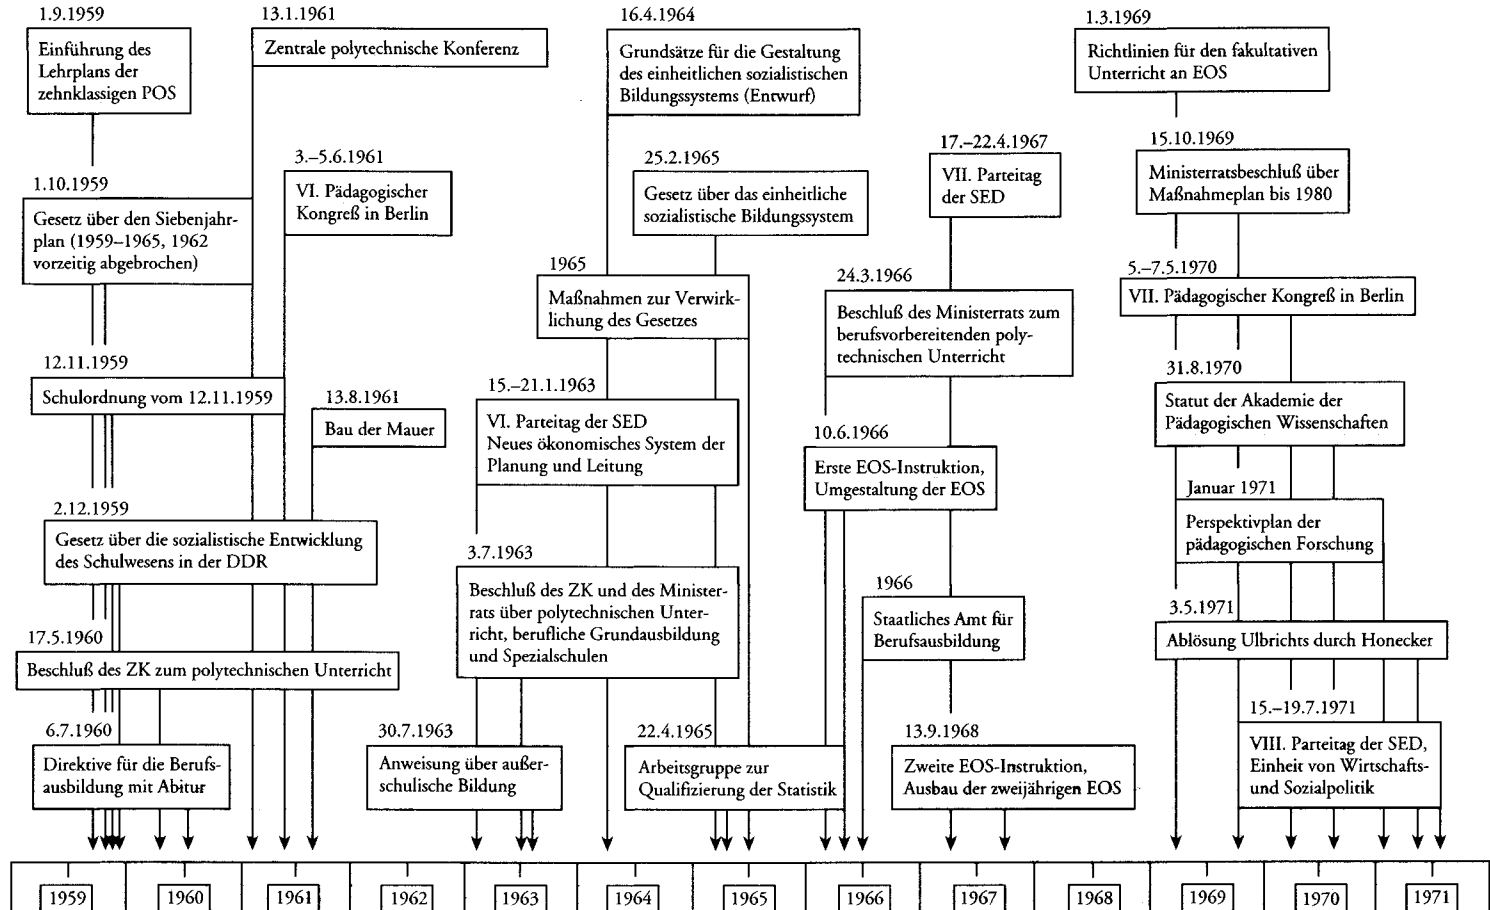 1.9.1959
Einführung des
Lehrplans der
zehnklassigen POS
1.10.1959
Gesetz über den Siebenjahr-
plan (1959–1965, 1962
vorzeitig abgebrochen)
12.11.1959
Schulordnung vom 12.11.1959
2.12.1959
Gesetz über die sozialistische Entwicklung
des Schulwesens in der DDR
17.5.1960
Beschluß des ZK zum polytechnischen Unterricht
6.7.1960
Direktive für die Berufs-
ausbildung mit Abitur
13.1.1961
Zentrale polytechnische Konferenz
3.–5.6.1961
VI. Pädagogischer
Kongreß in Berlin
13.8.1961
Bau der Mauer
15.–21.1.1963
VI. Parteitag der SED
Neues ökonomisches System der
Planung und Leitung
3.7.1963
Beschluß des ZK und des Minister-
rats über polytechnischen Unter-
richt, berufliche Grundausbildung
und Spezialschulen
30.7.1963
Anweisung über außer-
schulische Bildung
16.4.1964
Grundsätze für die Gestaltung
des einheitlichen sozialistischen
Bildungssystems (Entwurf)
25.2.1965
Gesetz über das einheitliche
sozialistische Bildungssystem
1965
Maßnahmen zur Verwirk-
lichung des Gesetzes
22.4.1965
Arbeitsgruppe zur
Qualifizierung der Statistik
17.–22.4.1967
VII. Parteitag
der SED
24.3.1966
Beschluß des Ministerrats zum
berufsvorbereitenden poly-
technischen Unterricht
10.6.1966
Erste EOS-Instruktion,
Umgestaltung der EOS
1966
Staatliches Amt für
Berufsausbildung
13.9.1968
Zweite EOS-Instruktion,
Ausbau der zweijährigen EOS
1.3.1969
Richtlinien für den fakultativen
Unterricht an EOS
15.10.1969
Ministerratsbeschluß über
Maßnahmeplan bis 1980
5.–7.5.1970
VII. Pädagogischer Kongreß in Berlin
31.8.1970
Statut der Akademie der
Pädagogischen Wissenschaften
Januar 1971
Perspektivplan der
pädagogischen Forschung
3.5.1971
Ablösung Ulbrichts durch Honecker
15.–19.7.1971
VIII. Parteitag der SED,
Einheit von Wirtschafts-
und Sozialpolitik
1959
1960
1961
1962
1963
1964
1965
1966
1967
1968
1969
1970
1971